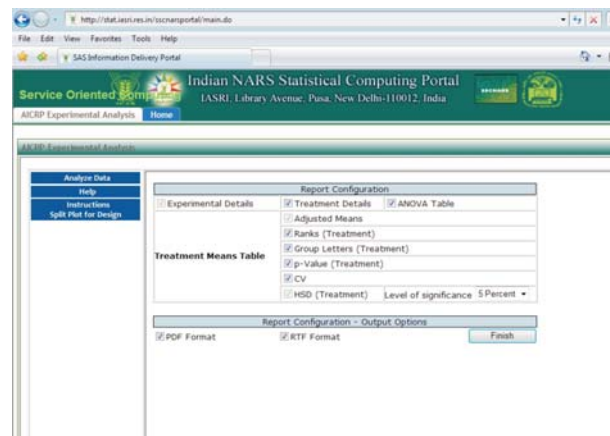 http://stat.iasri.res.in/sscnarsportal/main.do
File Edit View Favorites Tools Help
SAS Information Delivery Portal
Indian NARS Statistical Computing Portal
IASRI, Library Avenue, Pusa, New Delhi-110012, India
Service Oriented Computing
AICRP Experimental Analysis Home
AICRP Experimental Analysis
Analyze Data
Help
Instructions
Split Plot for Design
Report Configuration
Experimental Details Treatment Details ANOVA Table
Treatment Means Table
Adjusted Means
Ranks (Treatment)
Group Letters (Treatment)
p-Value (Treatment)
CV
HSD (Treatment) Level of significance 5 Percent
Report Configuration - Output Options
PDF Format RTF Format Finish